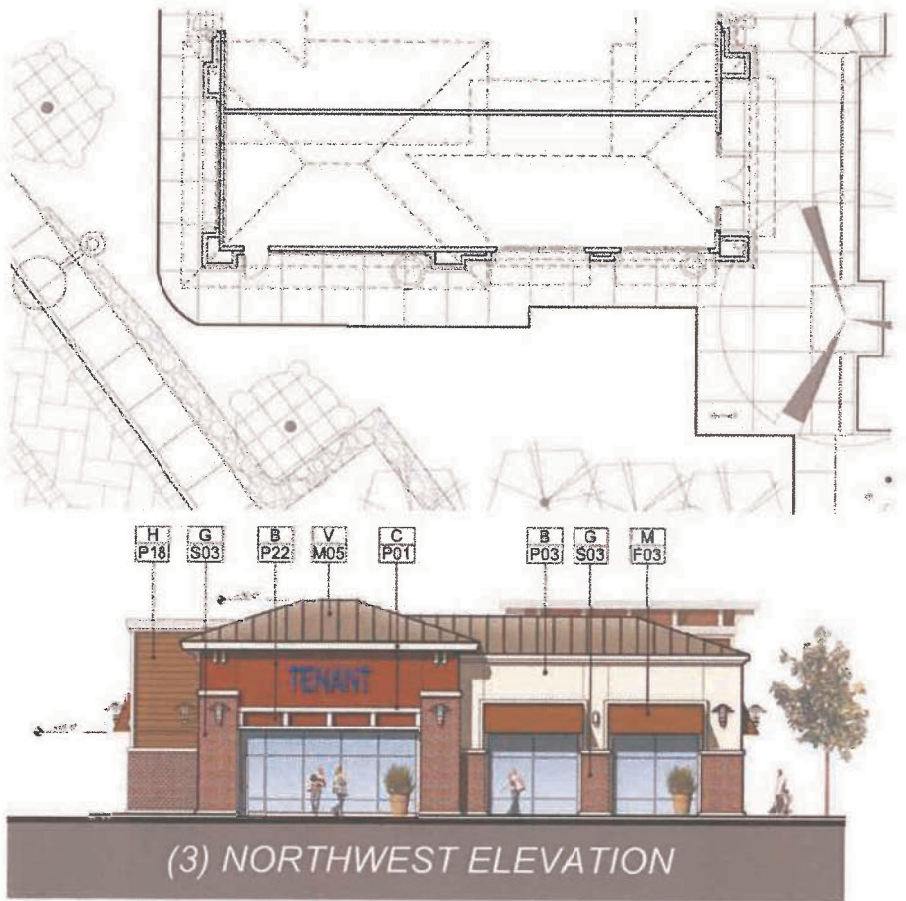 H G B V C B G M
P18 S03 P22 M05 P01 P03 S03 F03
TENANT
(3) NORTHWEST ELEVATION